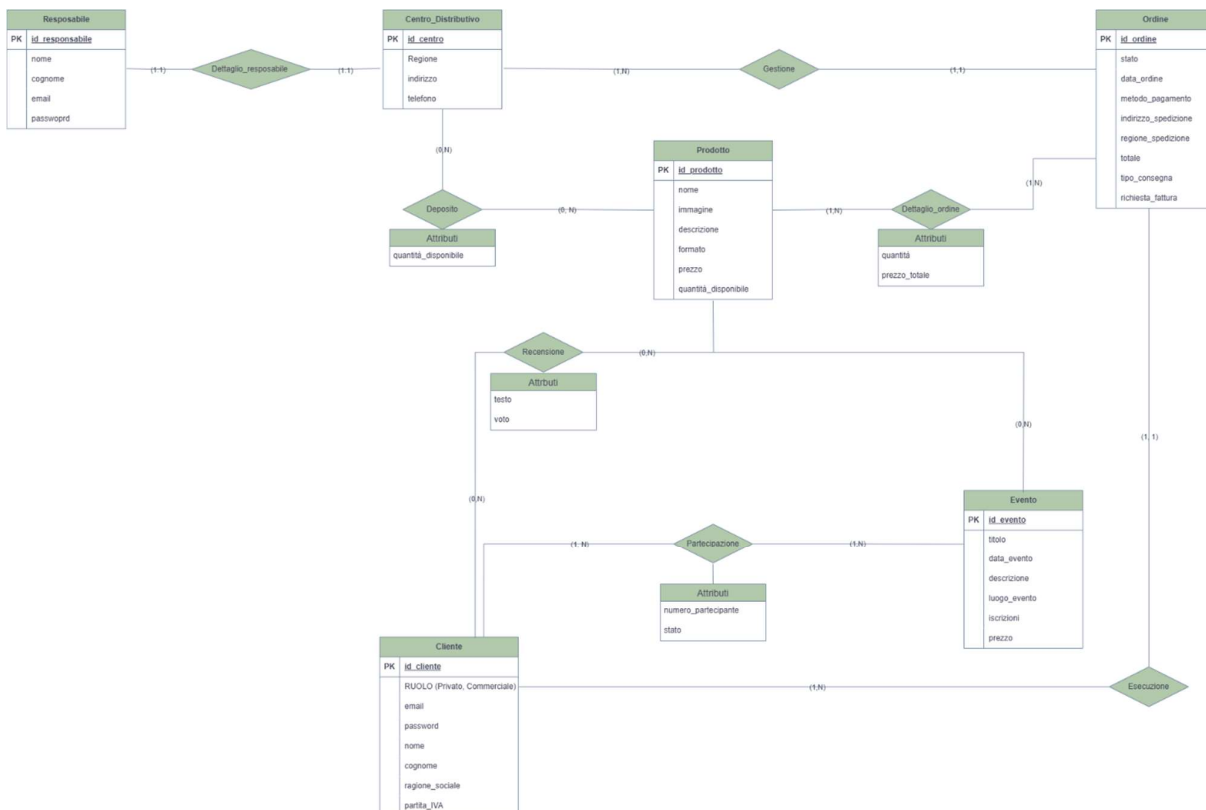 Resposabile
PK id_responsabile
nome
cognome
email
passwoprd
(1:1)
Dettaglio_resposabile
(1:1)
Centro_Distributivo
PK id_centro
Regione
indirizzo
telefono
(1,N)
Gestione
(1,1)
Ordine
PK id_ordine
stato
data_ordine
metodo_pagamento
indirizzo_spedizione
regione_spedizione
totale
tipo_consegna
richiesta_fattura
(0,N)
Deposito
Attributi
quantità_disponibile
(0, N)
Prodotto
PK id_prodotto
nome
immagine
descrizione
formato
prezzo
quantità_disponibile
(1,N)
Dettaglio_ordine
Attributi
quantità
prezzo_totale
(1,N)
Recensione
Attrbuti
testo
voto
(0,N)
(0,N)
(0,N)
(1, 1)
Evento
PK id_evento
titolo
data_evento
descrizione
luogo_evento
iscrizioni
prezzo
(1, N)
Partecipazione
(1,N)
Attributi
numero_partecipante
stato
Cliente
PK id_cliente
RUOLO (Privato, Commerciale)
email
password
nome
cognome
ragione_sociale
partita_IVA
(1,N)
Esecuzione